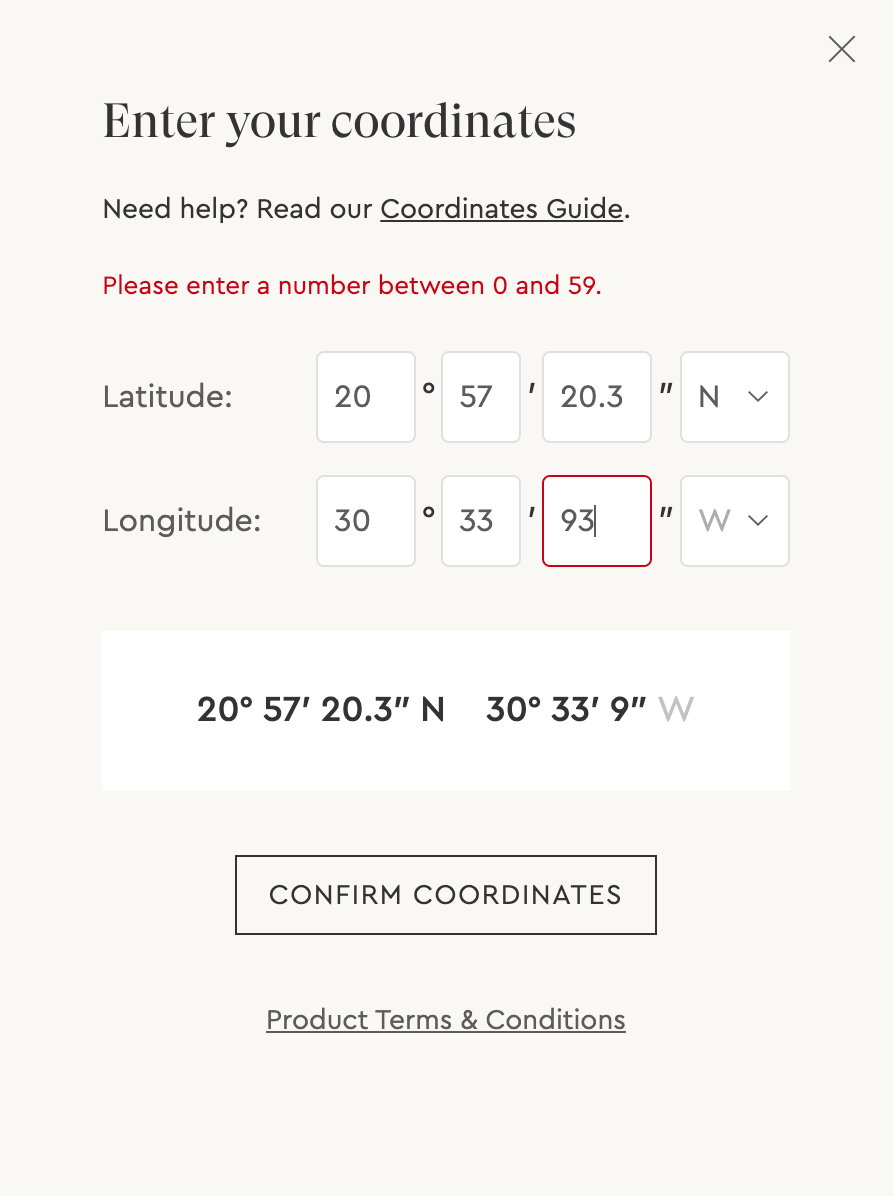 Enter your coordinates
Need help? Read our Coordinates Guide.
Please enter a number between 0 and 59.
Latitude: 20 ° 57 ′ 20.3 ″ N
Longitude: 30 ° 33 ′ 93 ″ W
20° 57′ 20.3″ N 30° 33′ 9″ W
CONFIRM COORDINATES
Product Terms & Conditions